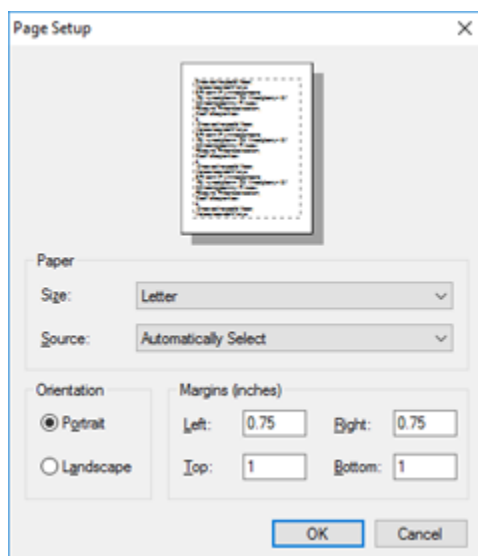 Page Setup
Paper
Size: Letter
Source: Automatically Select
Orientation
Portrait
Landscape
Margins (inches)
Left: 0.75 Right: 0.75
Top: 1 Bottom: 1
OK Cancel